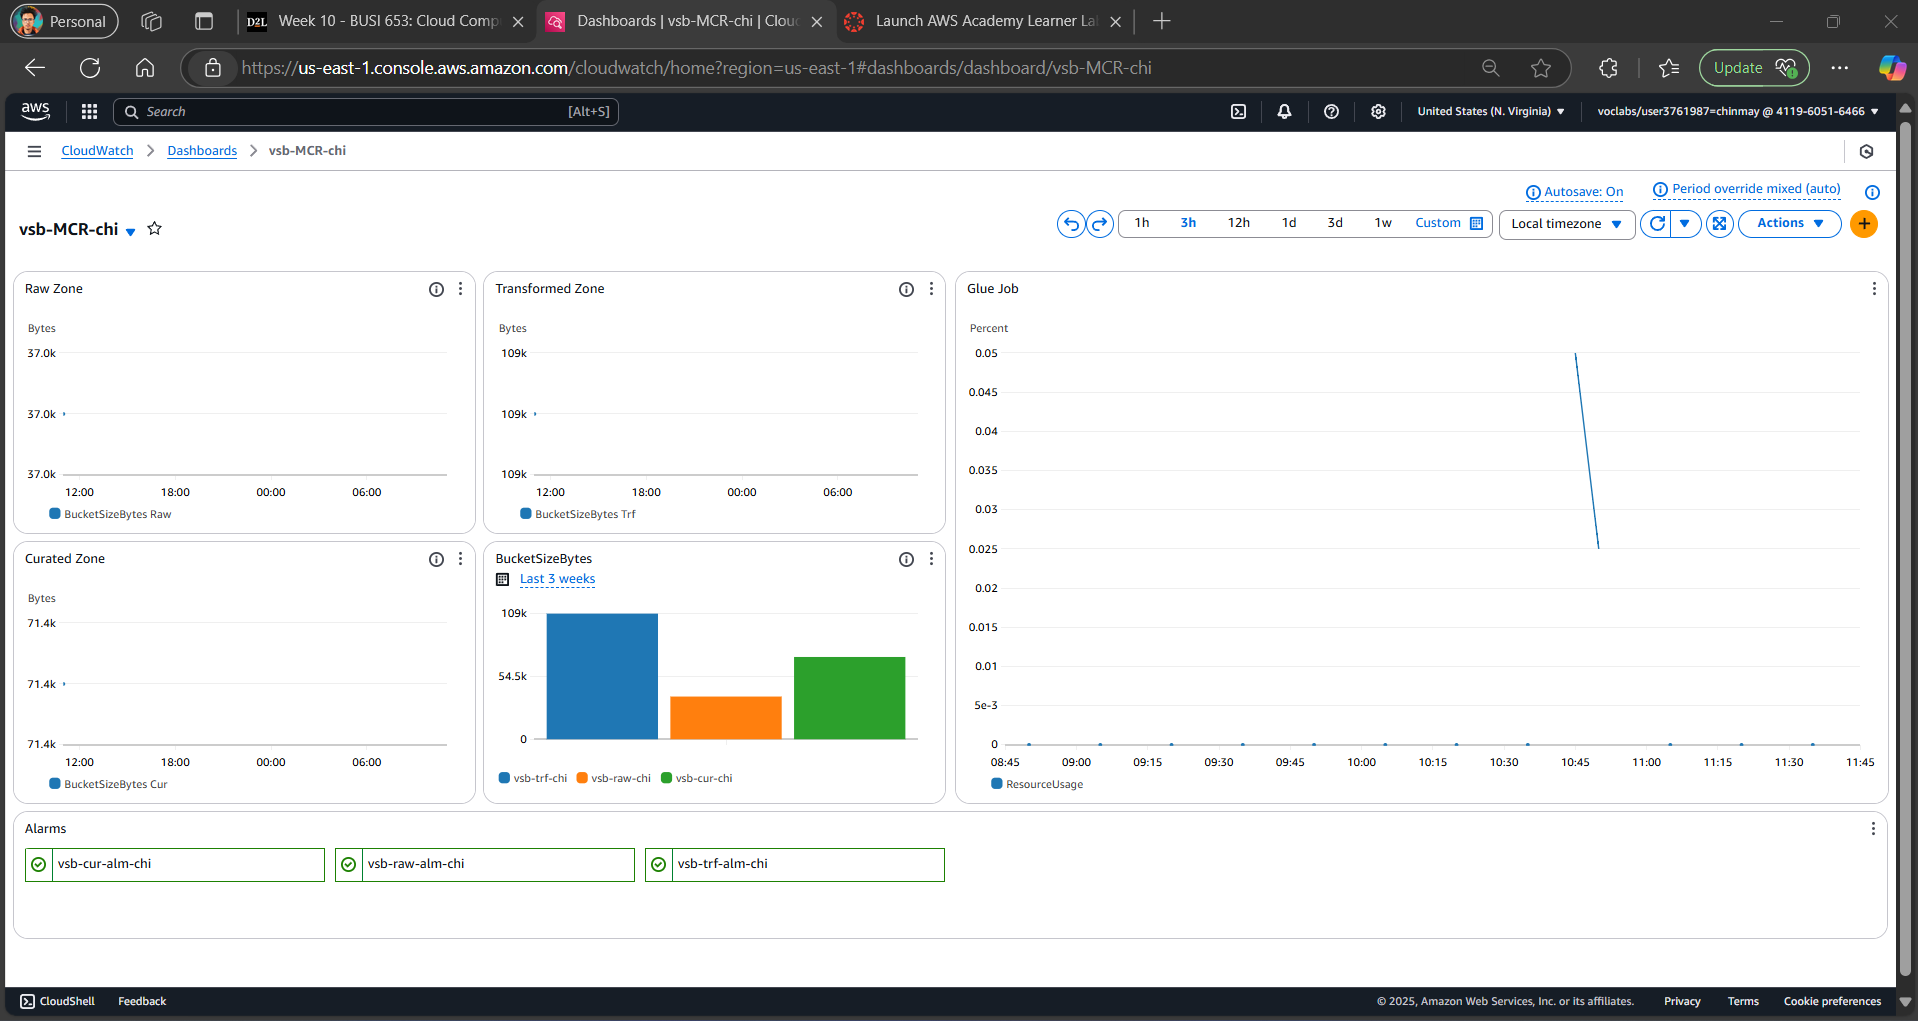 Personal
D2L Week 10 - BUSI 653: Cloud Comp
Dashboards | vsb-MCR-chi | Clou
Launch AWS Academy Learner La
https://us-east-1.console.aws.amazon.com/cloudwatch/home?region=us-east-1#dashboards/dashboard/vsb-MCR-chi
Update
aws
Search [Alt+S]
United States (N. Virginia)
voclabs/user3761987=chinmay @ 4119-6051-6466
CloudWatch > Dashboards > vsb-MCR-chi
Autosave: On
Period override mixed (auto)
vsb-MCR-chi
1h 3h 12h 1d 3d 1w Custom
Local timezone
Actions
Raw Zone
Bytes
37.0k
37.0k
37.0k
12:00 18:00 00:00 06:00
BucketSizeBytes Raw
Transformed Zone
Bytes
109k
109k
109k
12:00 18:00 00:00 06:00
BucketSizeBytes Trf
Glue Job
Percent
0.05
0.045
0.04
0.035
0.03
0.025
0.02
0.015
0.01
5e-3
0
08:45 09:00 09:15 09:30 09:45 10:00 10:15 10:30 10:45 11:00 11:15 11:30 11:45
ResourceUsage
Curated Zone
Bytes
71.4k
71.4k
71.4k
12:00 18:00 00:00 06:00
BucketSizeBytes Cur
BucketSizeBytes
Last 3 weeks
109k
54.5k
0
vsb-trf-chi vsb-raw-chi vsb-cur-chi
Alarms
vsb-cur-alm-chi
vsb-raw-alm-chi
vsb-trf-alm-chi
CloudShell Feedback
© 2025, Amazon Web Services, Inc. or its affiliates. Privacy Terms Cookie preferences